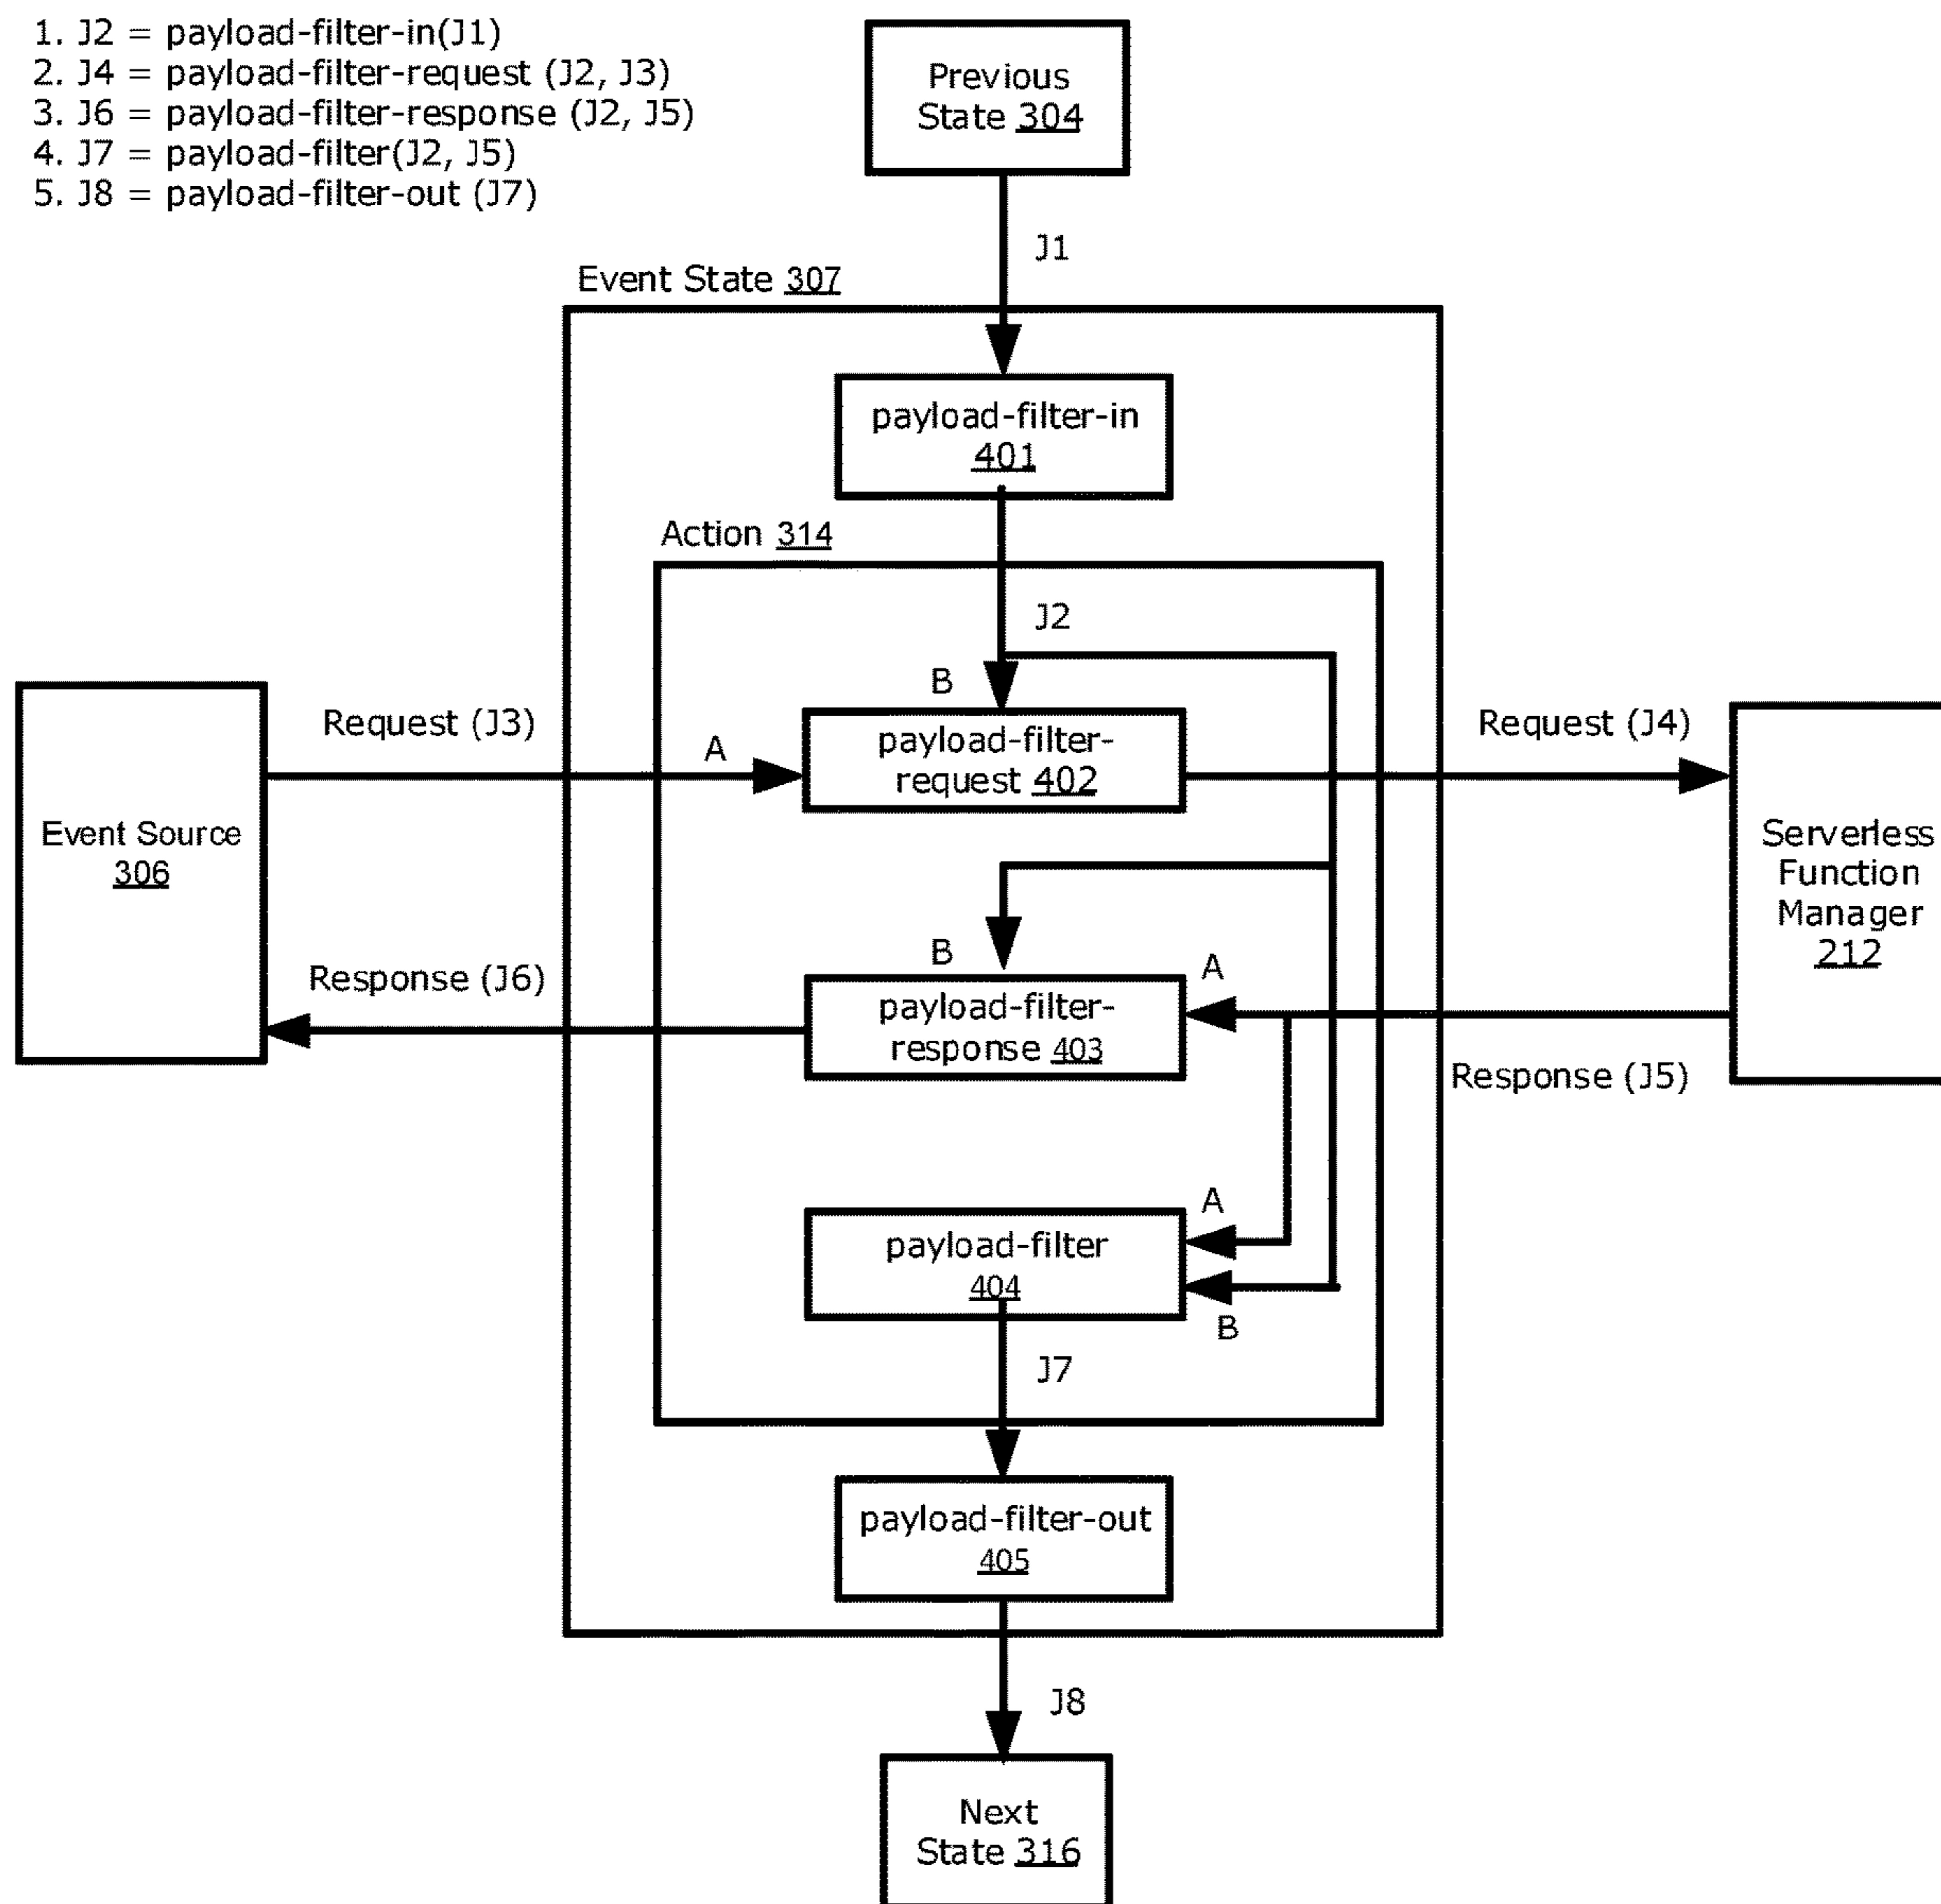 1. J2 = payload-filter-in(J1)
2. J4 = payload-filter-request (J2, J3)
3. J6 = payload-filter-response (J2, J5)
4. J7 = payload-filter(J2, J5)
5. J8 = payload-filter-out (J7)
Previous
State 304
J1
Event State 307
payload-filter-in
401
Action 314
J2
B
Request (J3)
A
payload-filter-
request 402
Request (J4)
Event Source
306
Serverless
Function
Manager
212
Response (J6)
B
A
payload-filter-
response 403
Response (J5)
A
payload-filter
404
B
J7
payload-filter-out
405
J8
Next
State 316